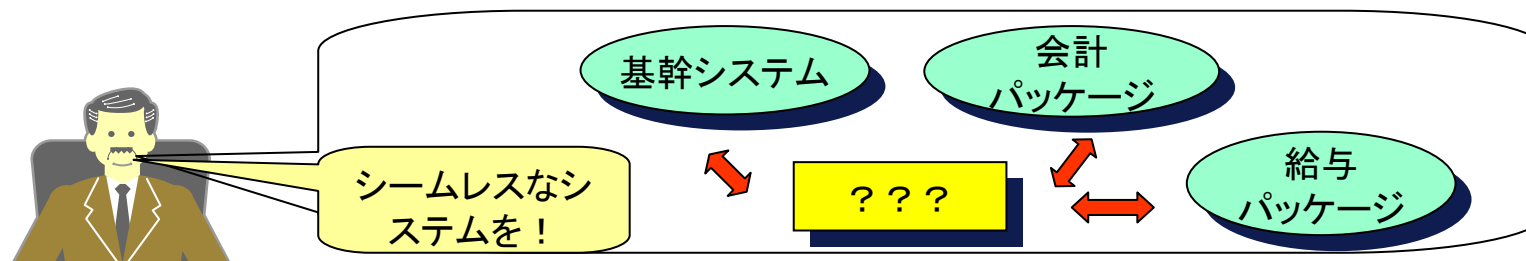 基幹システム
会計
パッケージ
シームレスなシ
ステムを！
？？？
給与
パッケージ